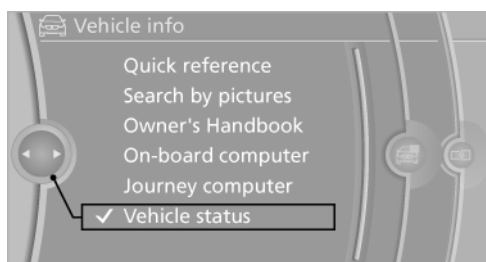 Vehicle info
Quick reference
Search by pictures
Owner's Handbook
On-board computer
Journey computer
Vehicle status